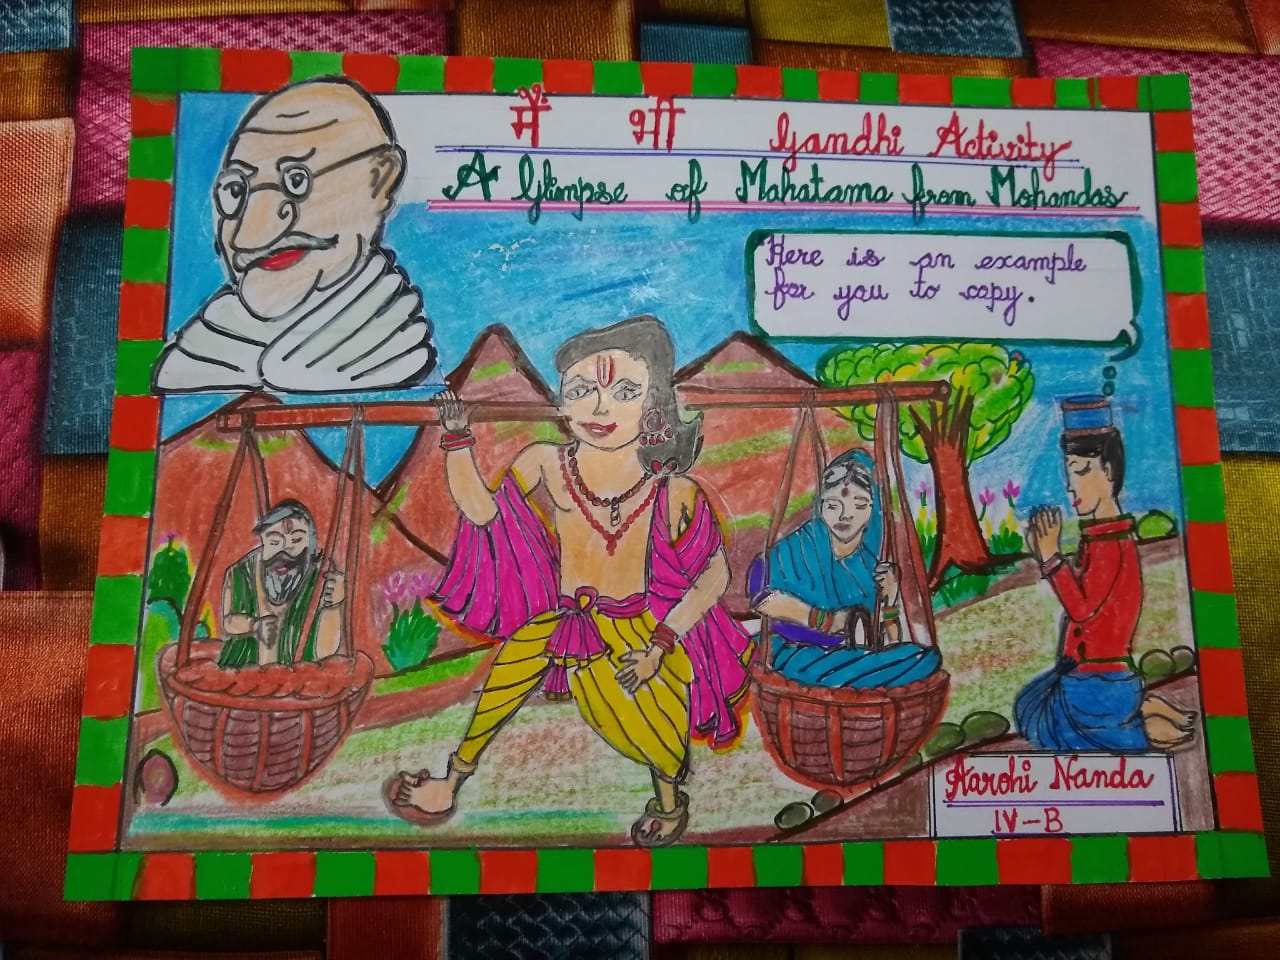 मैं भी Gandhi Activity
A Glimpse of Mahatama from Mohandas
Here is an example
for you to copy.
Aarohi Nanda
IV-B